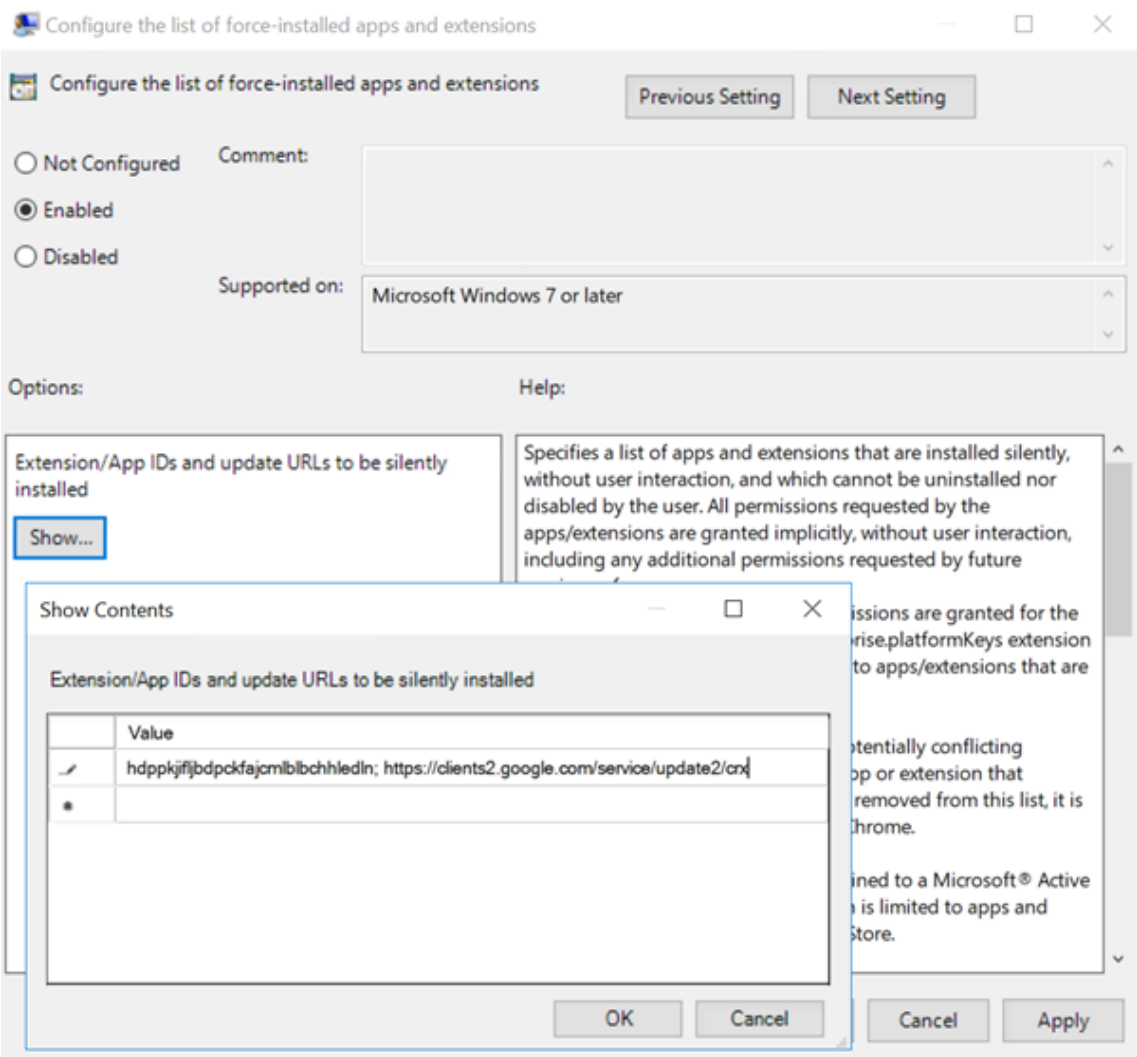 Configure the list of force-installed apps and extensions
Configure the list of force-installed apps and extensions
Previous Setting
Next Setting
Not Configured
Enabled
Disabled
Comment:
Supported on:
Microsoft Windows 7 or later
Options:
Help:
Extension/App IDs and update URLs to be silently
installed
Show...
Specifies a list of apps and extensions that are installed silently,
without user interaction, and which cannot be uninstalled nor
disabled by the user. All permissions requested by the
apps/extensions are granted implicitly, without user interaction,
including any additional permissions requested by future
issions are granted for the
rise.platformKeys extension
to apps/extensions that are
tentially conflicting
pp or extension that
removed from this list, it is
hrome.
ined to a Microsoft® Active
is limited to apps and
Store.
Show Contents
Extension/App IDs and update URLs to be silently installed
Value
hdppkjifljbdpckfajcmlblbchhledln; https://clients2.google.com/service/update2/crx
OK
Cancel
Cancel
Apply